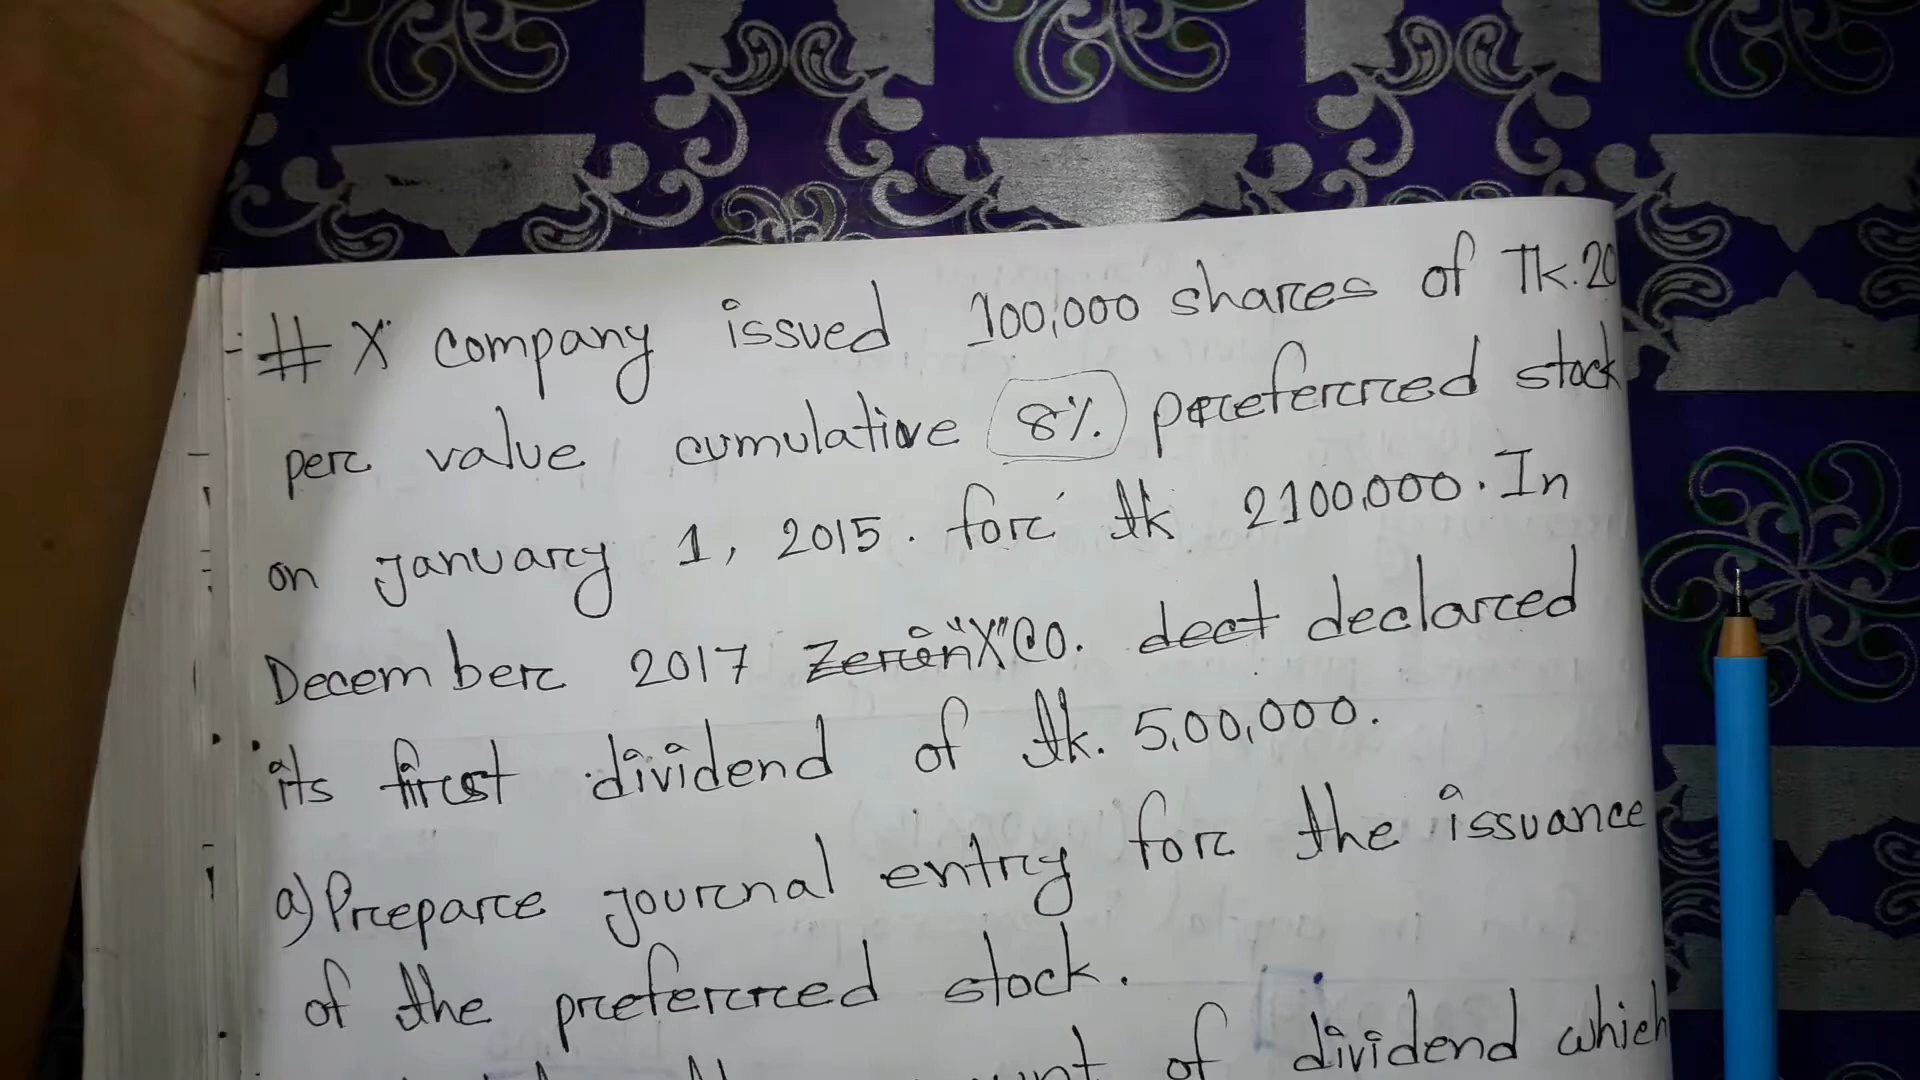 # X company issued 100,000 shares of Tk.20
per value cumulative 8% preferred stock
on january 1, 2015. for tk 2100,000. In
December 2017 Zerin "X" Co. dect declared
its first dividend of tk. 5,00,000.
a) Prepare journal entry for the issuance
of the preferred stock.
of dividend which